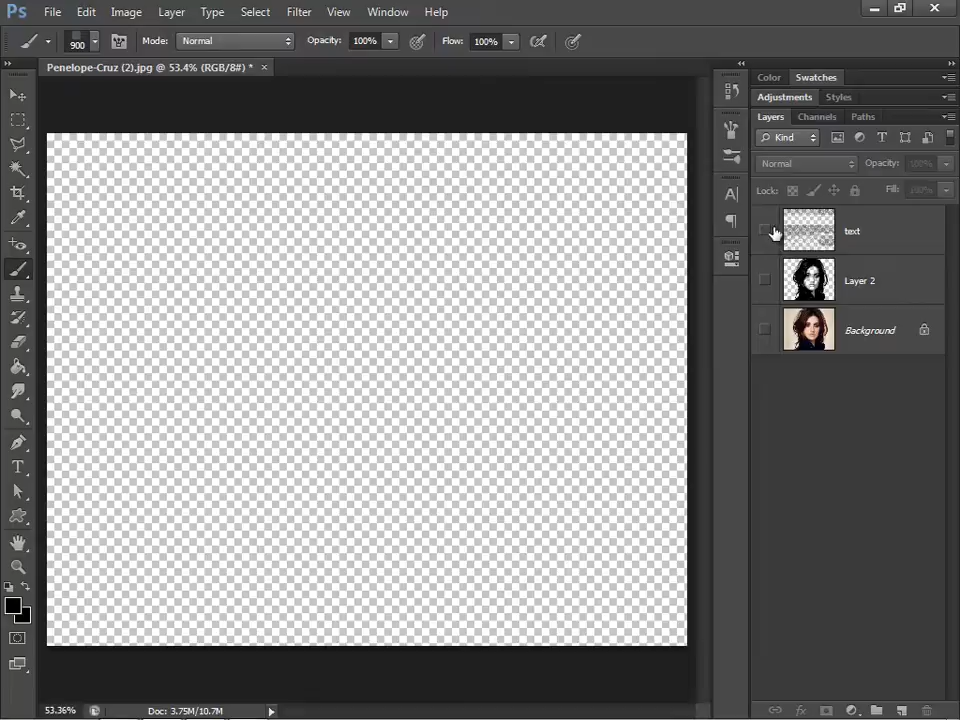 Ps File Edit Image Layer Type Select Filter View Window Help
900 Mode: Normal Opacity: 100% Flow: 100%
Penelope-Cruz (2).jpg @ 53.4% (RGB/8#) * ×
Color Swatches
Adjustments Styles
Layers Channels Paths
Kind
Normal Opacity: 100%
Lock: Fill: 100%
text
Layer 2
Background
53.36% Doc: 3.75M/10.7M